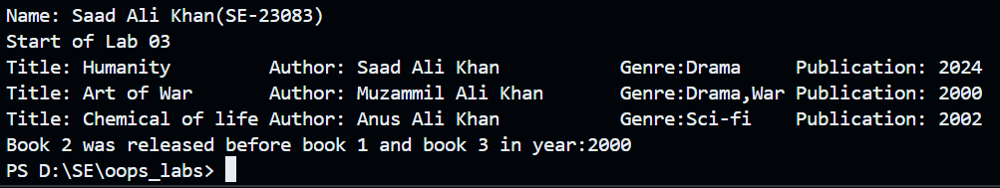 Name: Saad Ali Khan(SE-23083)
Start of Lab 03
Title: Humanity         Author: Saad Ali Khan           Genre:Drama     Publication: 2024
Title: Art of War       Author: Muzammil Ali Khan       Genre:Drama,War Publication: 2000
Title: Chemical of life Author: Anus Ali Khan           Genre:Sci-fi    Publication: 2002
Book 2 was released before book 1 and book 3 in year:2000
PS D:\SE\oops_labs>